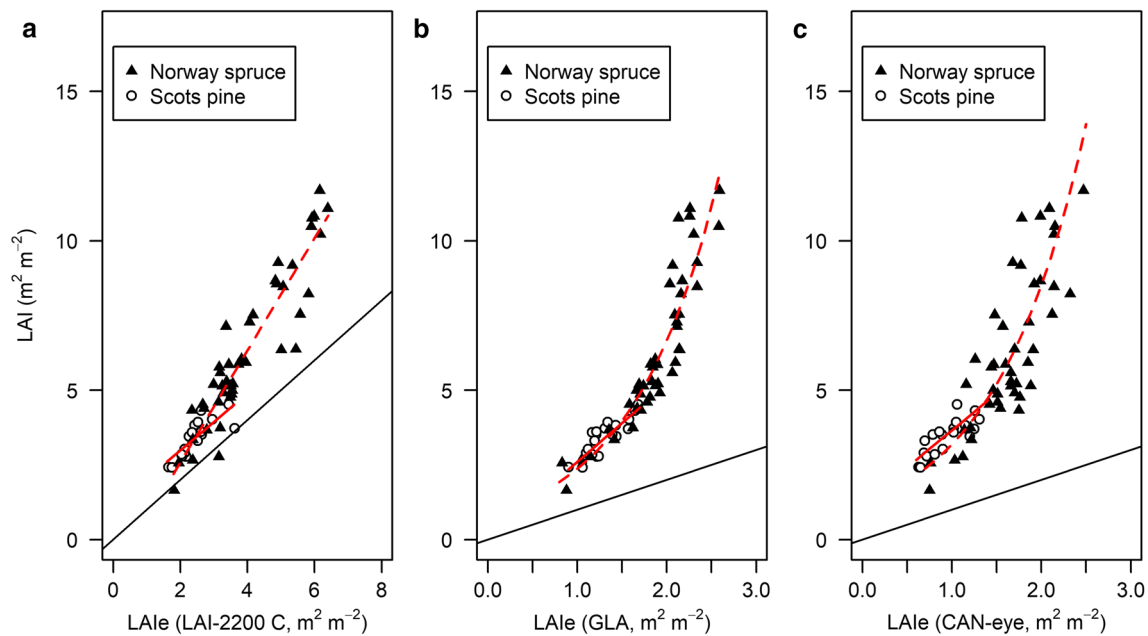 a
b
c
Norway spruce
Scots pine
Norway spruce
Scots pine
Norway spruce
Scots pine
LAI (m² m⁻²)
15
10
5
0
15
10
5
0
15
10
5
0
0 2 4 6 8
0.0 1.0 2.0 3.0
0.0 1.0 2.0 3.0
LAIe (LAI-2200 C, m² m⁻²)
LAIe (GLA, m² m⁻²)
LAIe (CAN-eye, m² m⁻²)